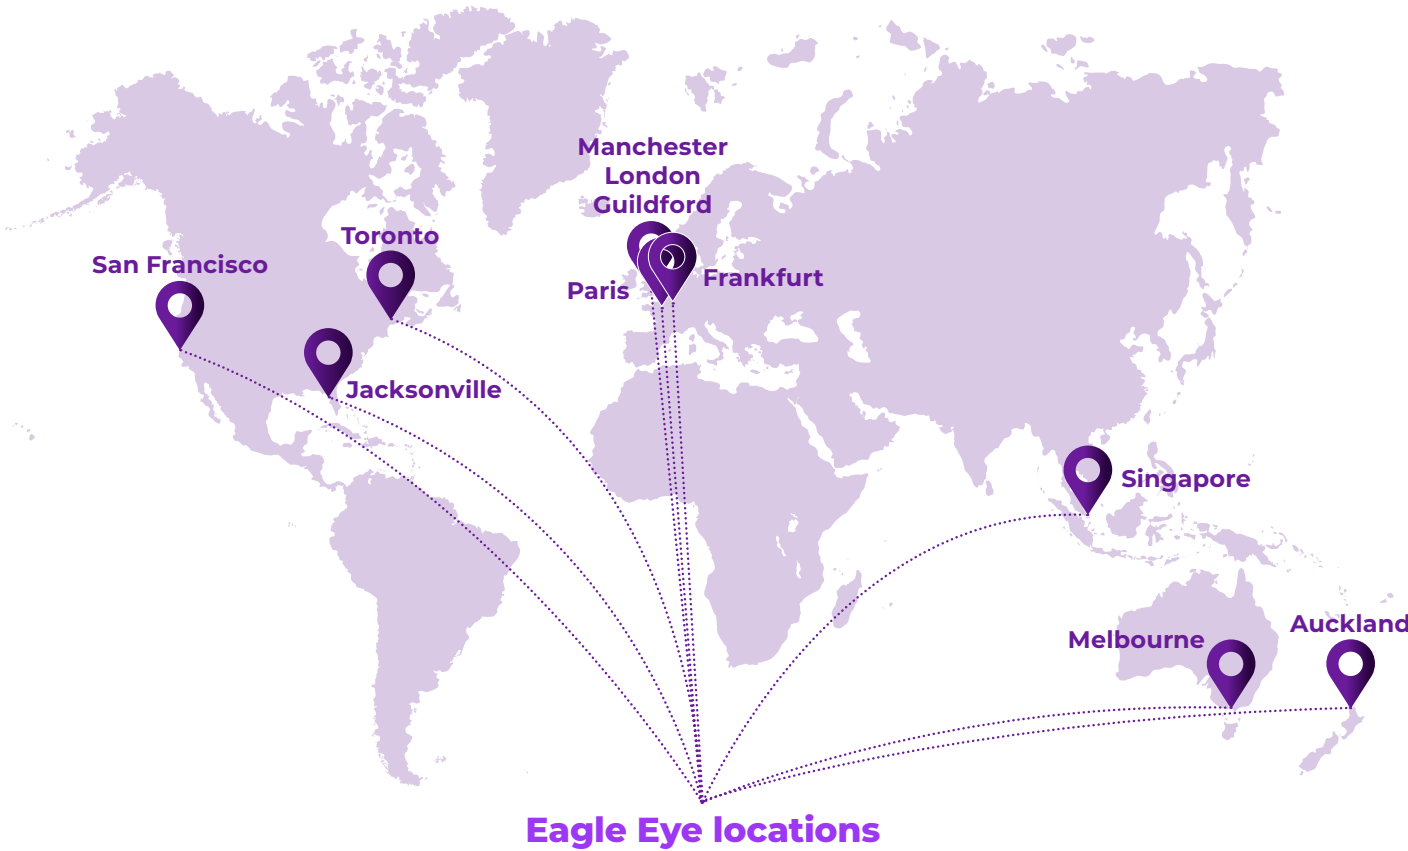 Manchester
London
Guildford
Toronto
San Francisco
Paris
Frankfurt
Jacksonville
Singapore
Melbourne
Auckland
Eagle Eye locations